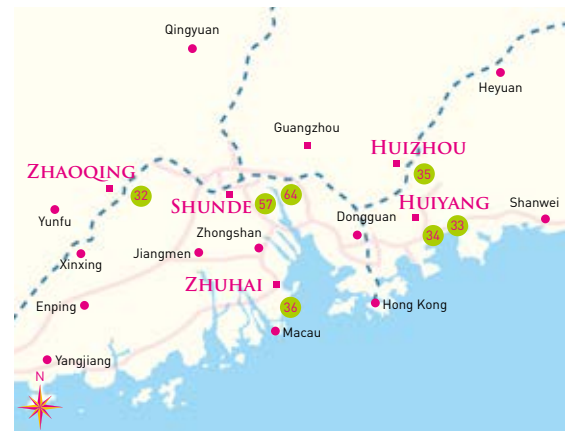 Qingyuan
Heyuan
Guangzhou
HUIZHOU
35
ZHAOQING
32
64
SHUNDE
57
HUIYANG
Shanwei
Yunfu
Dongguan
33
34
Zhongshan
Jiangmen
Xinxing
ZHUHAI
36
Enping
Hong Kong
Macau
Yangjiang
N